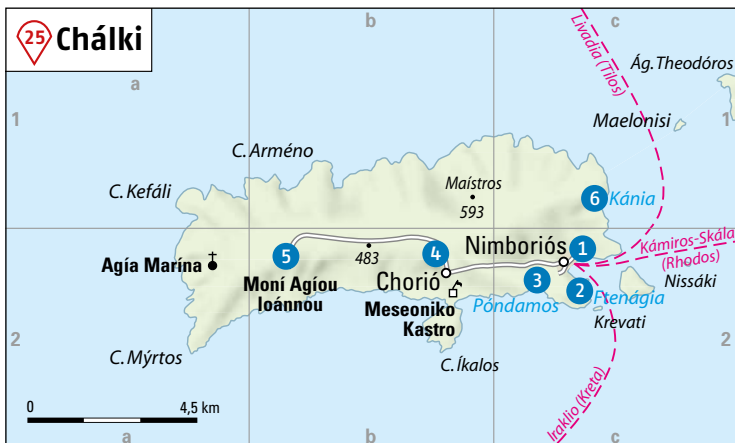 25 Chálki
b
c
a
Ág. Theodóros
Livadia (Tilos)
1
1
Maelonisi
C. Arméno
C. Kefáli
Maístros
593
6 Kánia
Nimboriós
1
Kámiros-Skála
(Rhodos)
Agía Marína
5
483
4
Moní Agíou
Ioánnou
Chorió
3
2
Nissáki
Meseoniko
Kastro
Póndamos
Ftenágia
Krevati
2
2
C. Mýrtos
C. Íkalos
0
4,5 km
Iraklio (Kreta)
a
b
c